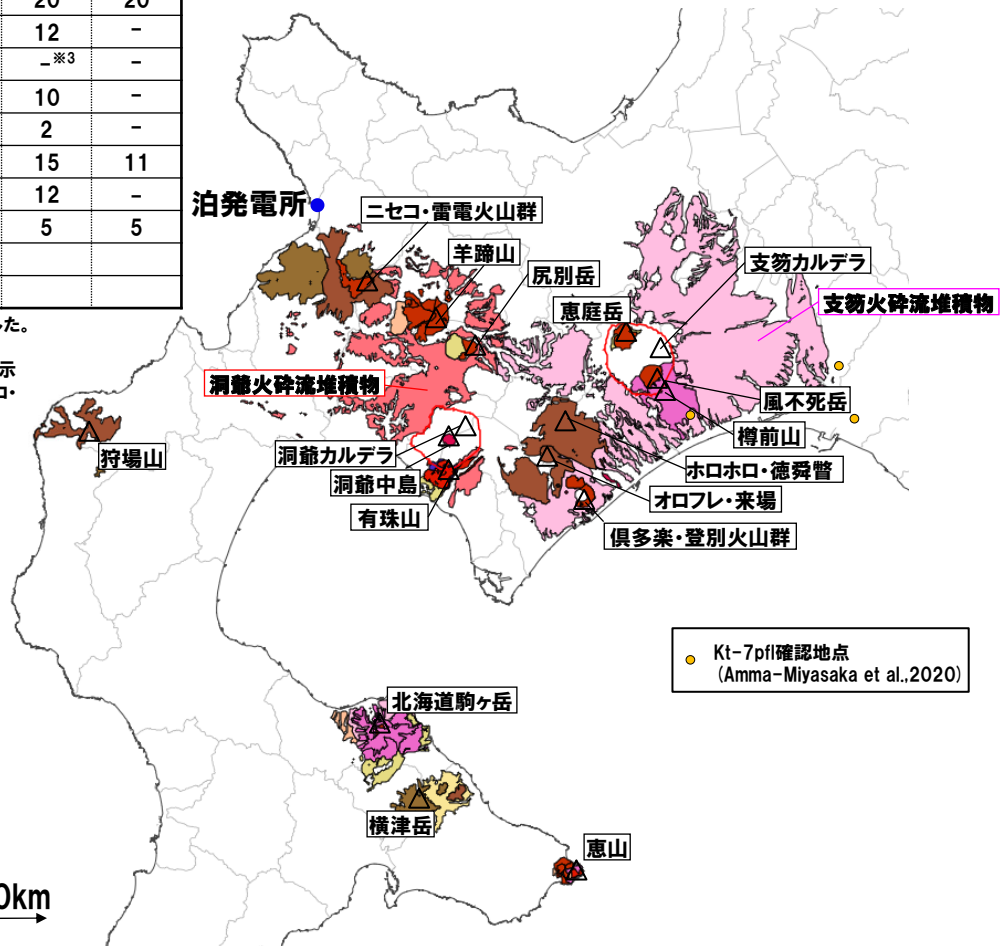 20 20
12 -
-※3 -
10 -
2 -
15 11
12 -
5 5
た。
示
コ・
泊発電所
ニセコ・雷電火山群
羊蹄山
尻別岳
恵庭岳
支笏カルデラ
支笏火砕流堆積物
洞爺火砕流堆積物
風不死岳
樽前山
狩場山
洞爺カルデラ
洞爺中島
有珠山
ホロホロ・徳舜瞥
オロフレ・来場
倶多楽・登別火山群
Kt-7pfl確認地点
(Amma-Miyasaka et al.,2020)
北海道駒ヶ岳
横津岳
恵山
0km